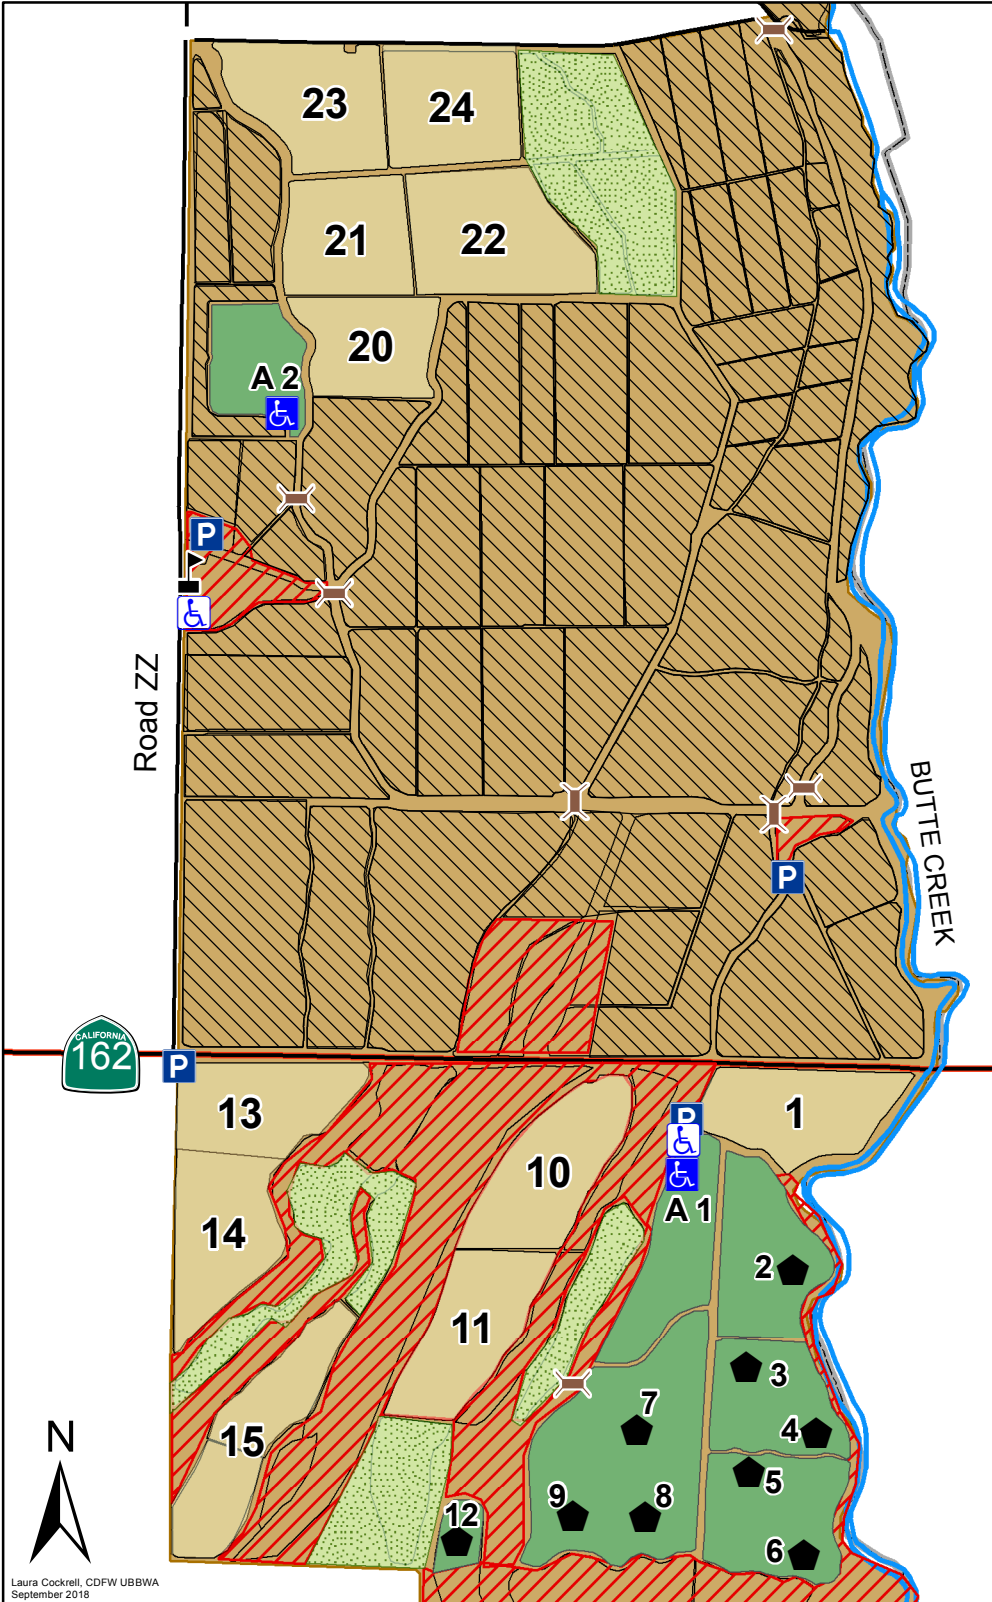 23
24
21
22
20
A 2
P
Road ZZ
BUTTE CREEK
P
CALIFORNIA
162
P
13
1
P
10
A 1
14
2
11
3
7
4
15
5
N
9
8
12
6
Laura Cockrell, CDFW UBBWA
September 2018